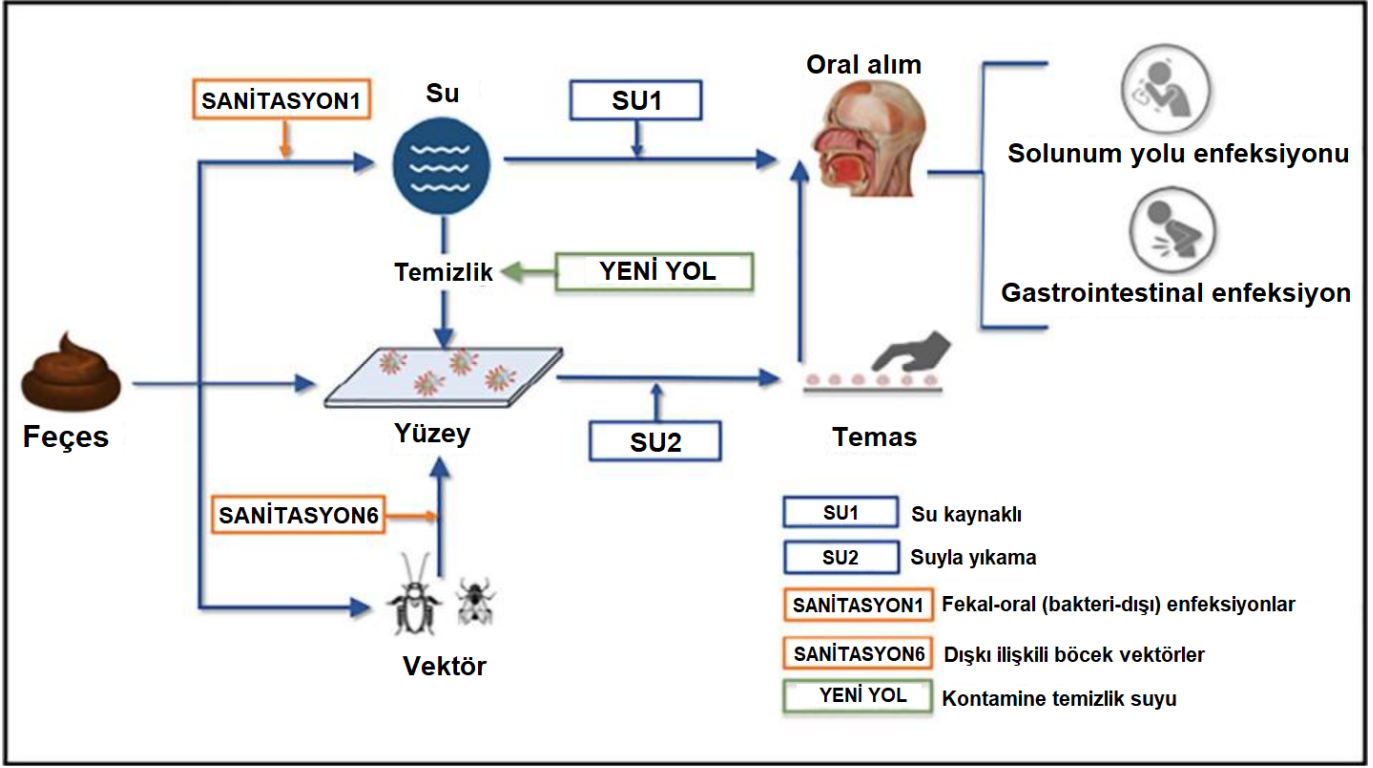 Oral alım
SANİTASYON1
Su
SU1
Solunum yolu enfeksiyonu
Temizlik
YENİ YOL
Gastrointestinal enfeksiyon
Feçes
Yüzey
SU2
Temas
SANİTASYON6
Vektör
SU1 Su kaynaklı
SU2 Suyla yıkama
SANİTASYON1 Fekal-oral (bakteri-dışı) enfeksiyonlar
SANİTASYON6 Dışkı ilişkili böcek vektörler
YENİ YOL Kontamine temizlik suyu